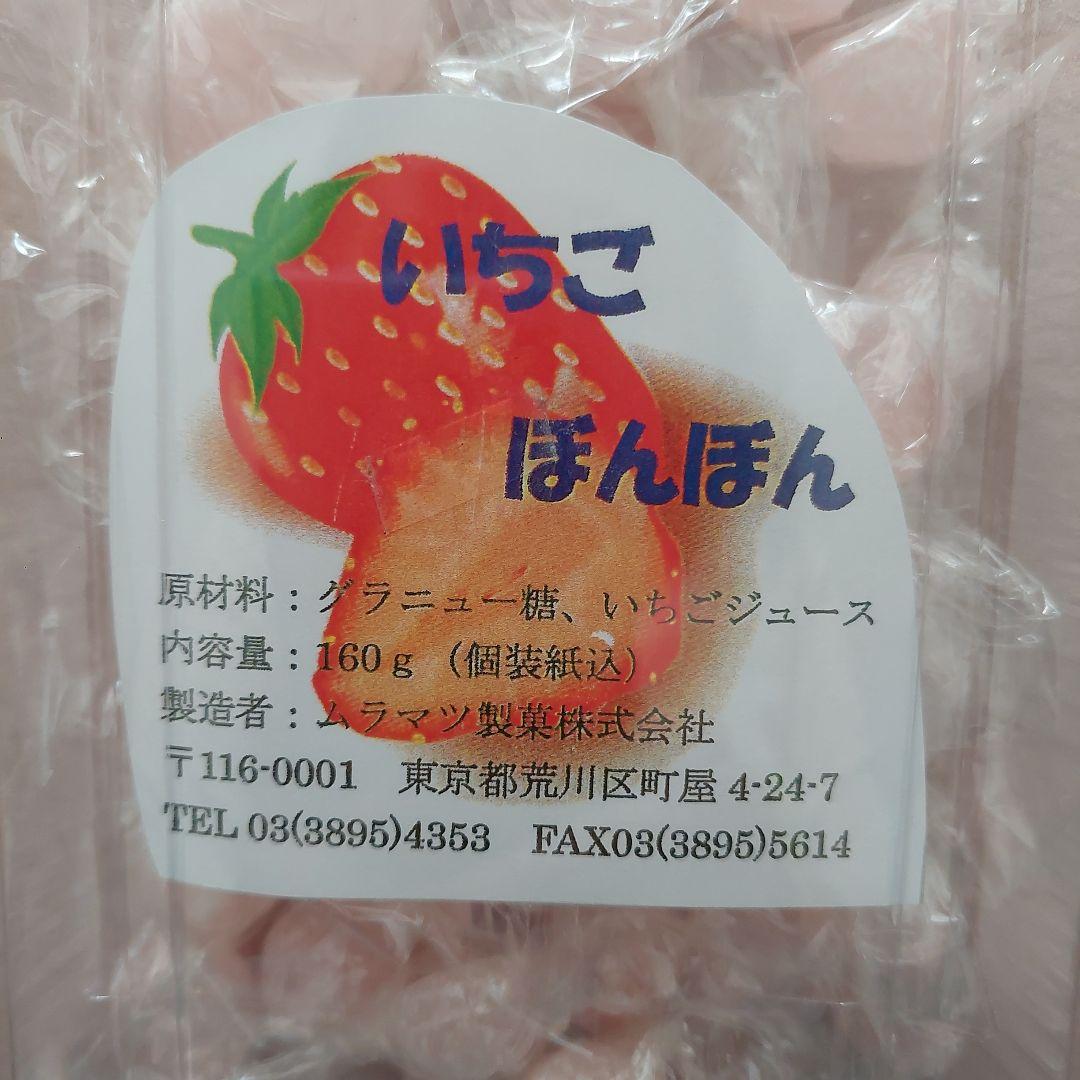 いちご
ぼんぼん
原材料：グラニュー糖、いちごジュース
内容量：160ｇ（個装紙込）
製造者：ムラマツ製菓株式会社
〒116-0001 東京都荒川区町屋 4-24-7
TEL 03(3895)4353 FAX03(3895)5614